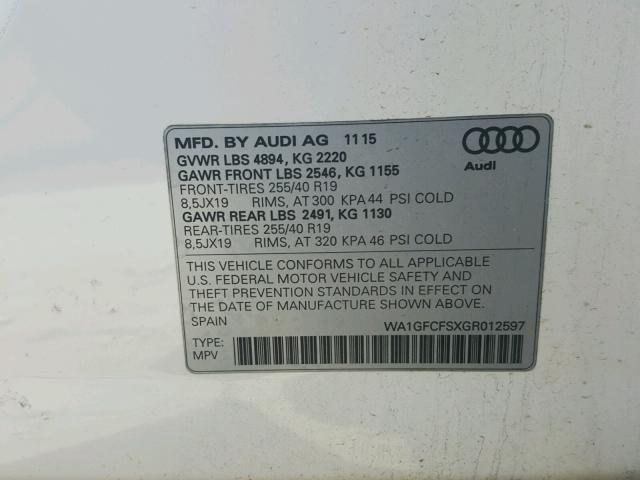 MFD. BY AUDI AG 11 15
GVWR LBS 4894, KG 2220
GAWR FRONT LBS 2546, KG 1155
FRONT-TIRES 255/40 R19
8,5JX19 RIMS, AT 300 KPA 44 PSI COLD
GAWR REAR LBS 2491, KG 1130
REAR-TIRES 255/40 R19
8,5JX19 RIMS, AT 320 KPA 46 PSI COLD
Audi
THIS VEHICLE CONFORMS TO ALL APPLICABLE
U.S. FEDERAL MOTOR VEHICLE SAFETY AND
THEFT PREVENTION STANDARDS IN EFFECT ON
THE DATE OF MANUFACTURE SHOWN ABOVE.
SPAIN WA1GFCFSXGR012597
TYPE:
MPV